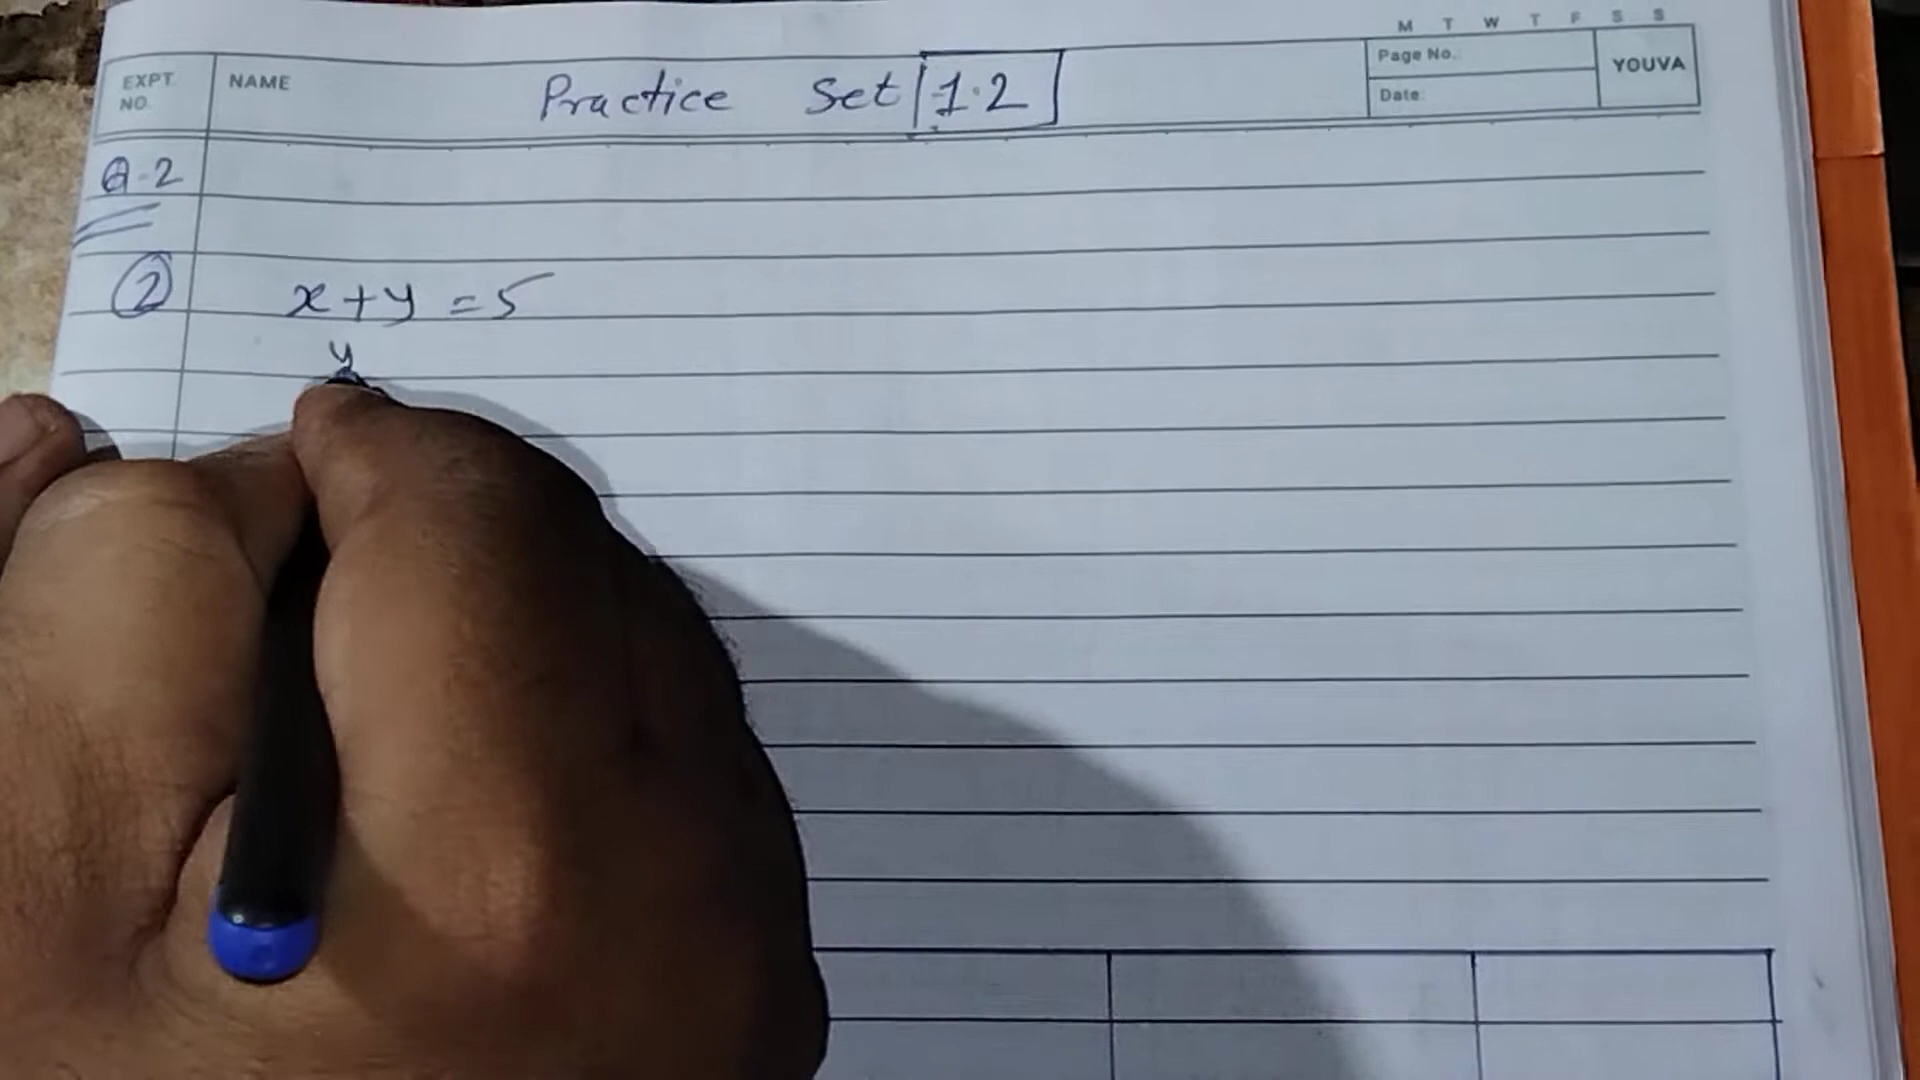 M T W T F S S
EXPT. NO. NAME Practice Set 1.2 Page No.: Date: YOUVA
Q-2
2 x+y=5
y